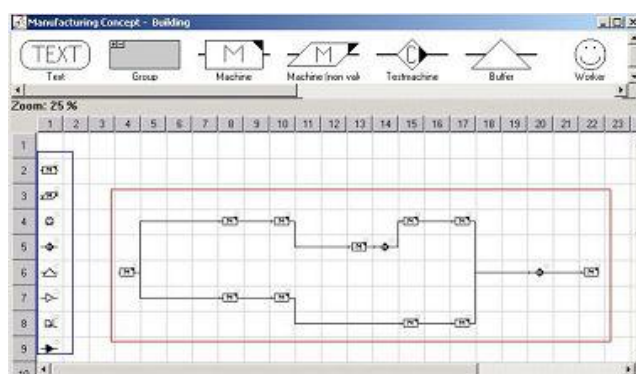 Manufacturing Concept - Building
TEXT M M C
Text Group Machine Machine (non val Testmachine Buffer Worker
Zoom: 25 %
1 2 3 4 5 6 7 8 9 10 11 12 13 14 15 16 17 18 19 20 21 22 23
1
2
3
4
5
6
7
8
9